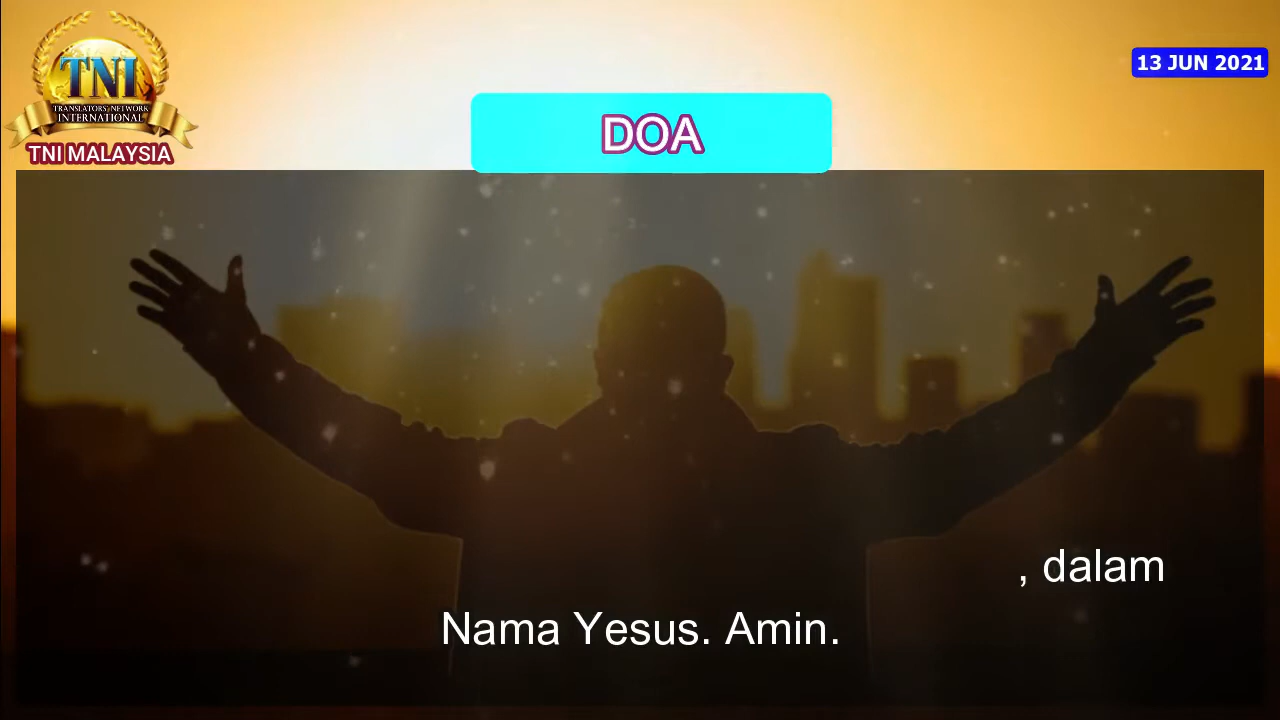 TNI
TRANSLATORS' NETWORK
INTERNATIONAL
TNI MALAYSIA
13 JUN 2021
DOA
, dalam
Nama Yesus. Amin.